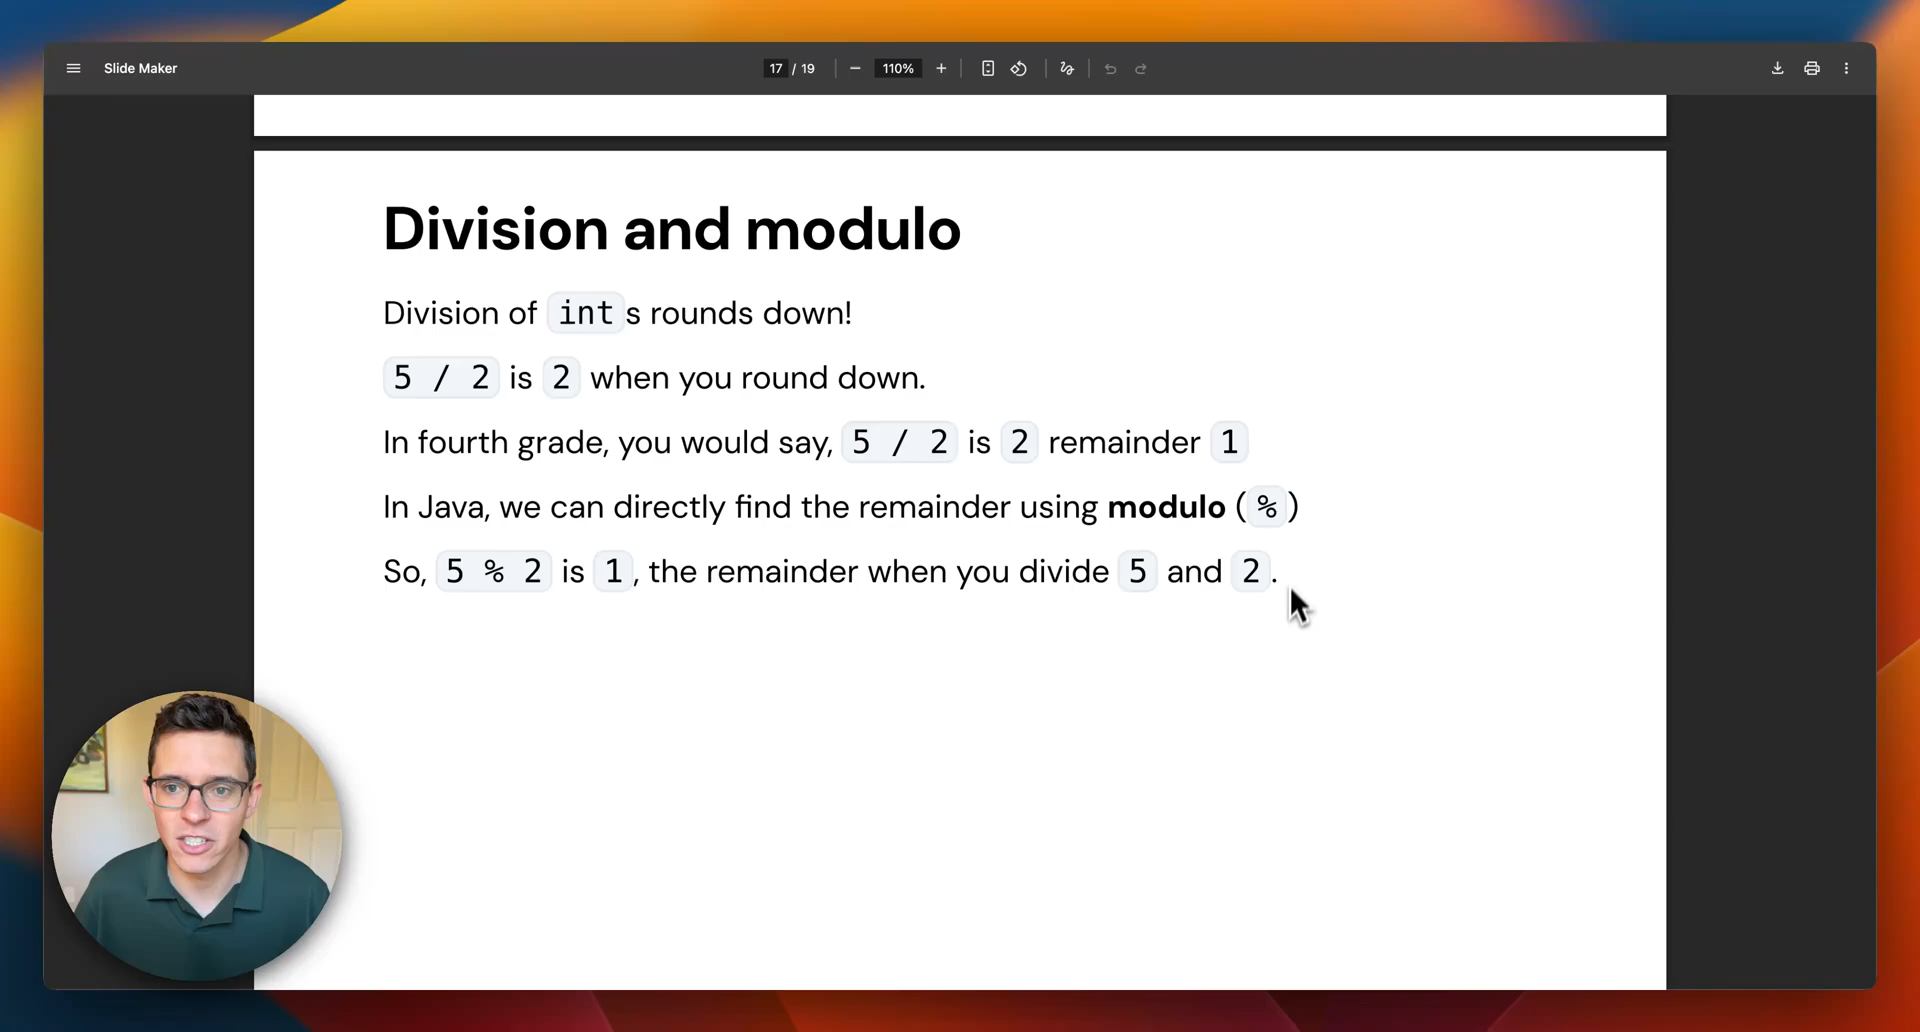 Slide Maker
17 / 19
110%
Division and modulo
Division of ints rounds down!
5 / 2 is 2 when you round down.
In fourth grade, you would say, 5 / 2 is 2 remainder 1
In Java, we can directly find the remainder using modulo (%)
So, 5 % 2 is 1, the remainder when you divide 5 and 2.